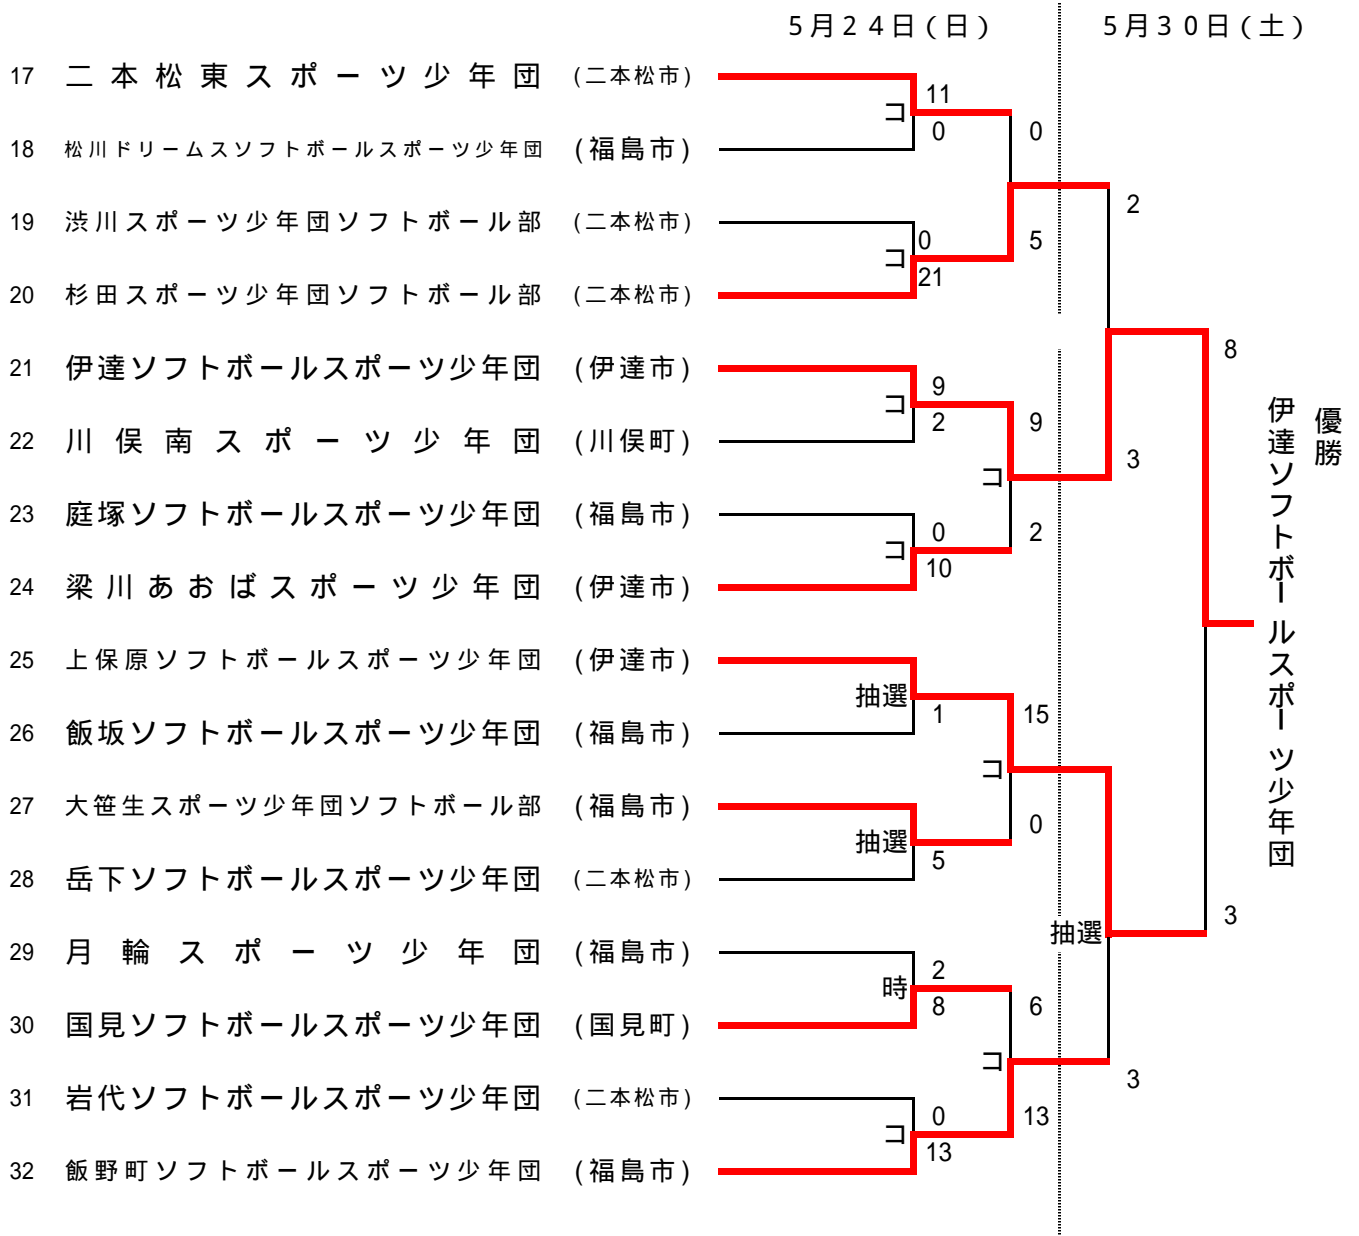 5月24日(日)
5月30日(土)
17 二本松東スポーツ少年団 (二本松市)
18 松川ドリームスソフトボールスポーツ少年団 (福島市)
19 渋川スポーツ少年団ソフトボール部 (二本松市)
20 杉田スポーツ少年団ソフトボール部 (二本松市)
21 伊達ソフトボールスポーツ少年団 (伊達市)
22 川俣南スポーツ少年団 (川俣町)
23 庭塚ソフトボールスポーツ少年団 (福島市)
24 梁川あおばスポーツ少年団 (伊達市)
25 上保原ソフトボールスポーツ少年団 (伊達市)
26 飯坂ソフトボールスポーツ少年団 (福島市)
27 大笹生スポーツ少年団ソフトボール部 (福島市)
28 岳下ソフトボールスポーツ少年団 (二本松市)
29 月輪スポーツ少年団 (福島市)
30 国見ソフトボールスポーツ少年団 (国見町)
31 岩代ソフトボールスポーツ少年団 (二本松市)
32 飯野町ソフトボールスポーツ少年団 (福島市)
11
コ
0
0
コ
21
9
コ
2
0
コ
10
抽選
1
抽選
5
2
時
8
0
コ
13
0
5
9
コ
2
15
コ
0
6
コ
13
2
3
抽選
3
8
3
優勝
伊達ソフトボールスポーツ少年団